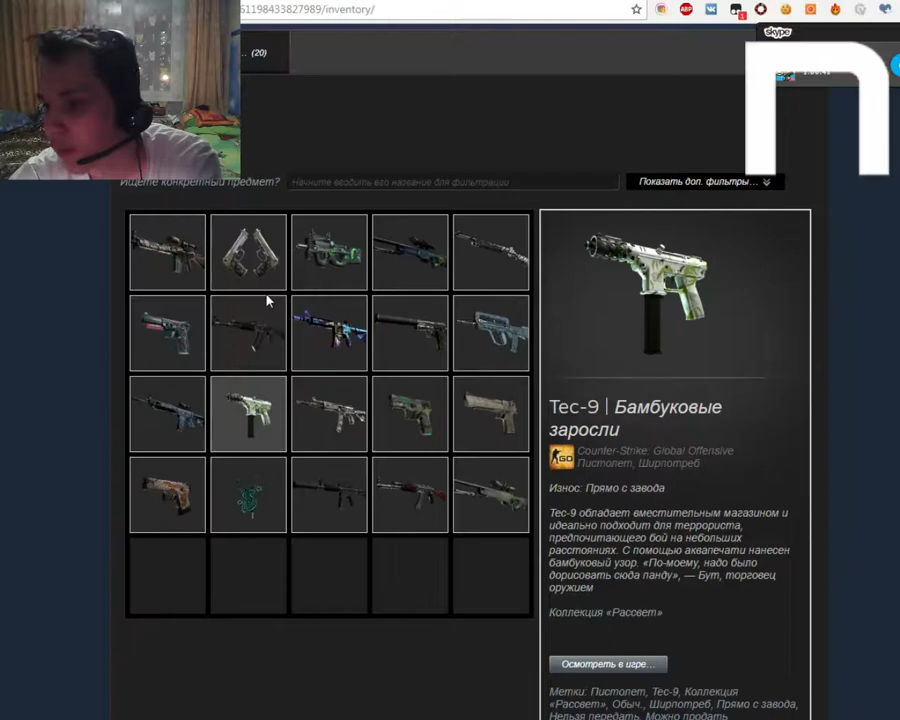 61198433827989/inventory/
... (20)
skype
Ищете конкретный предмет?
Начните вводить его название для фильтрации
Показать доп. фильтры...
Tec-9 | Бамбуковые
заросли
GO
Counter-Strike: Global Offensive
Пистолет, Ширпотреб
Износ: Прямо с завода
Tec-9 обладает вместительным магазином и
идеально подходит для террориста,
предпочитающего бой на небольших
расстояниях. С помощью аквапечати нанесен
бамбуковый узор. «По-моему, надо было
дорисовать сюда панду», — Бут, торговец
оружием
Коллекция «Рассвет»
Осмотреть в игре...
Метки: Пистолет, Tec-9, Коллекция
«Рассвет», Обыч., Ширпотреб, Прямо с завода,
Нельзя передать, Можно продать